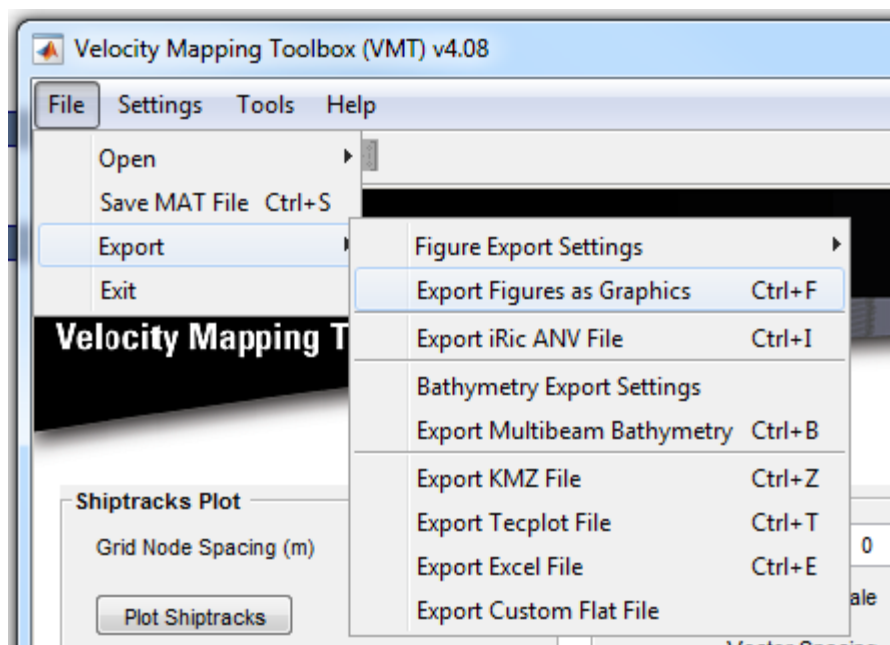 Velocity Mapping Toolbox (VMT) v4.08
File Settings Tools Help
Open
Save MAT File Ctrl+S
Export
Exit
Figure Export Settings
Export Figures as Graphics Ctrl+F
Export iRic ANV File Ctrl+I
Bathymetry Export Settings
Export Multibeam Bathymetry Ctrl+B
Export KMZ File Ctrl+Z
Export Tecplot File Ctrl+T
Export Excel File Ctrl+E
Export Custom Flat File
Velocity Mapping T
Shiptracks Plot
Grid Node Spacing (m)
0
Plot Shiptracks
ale